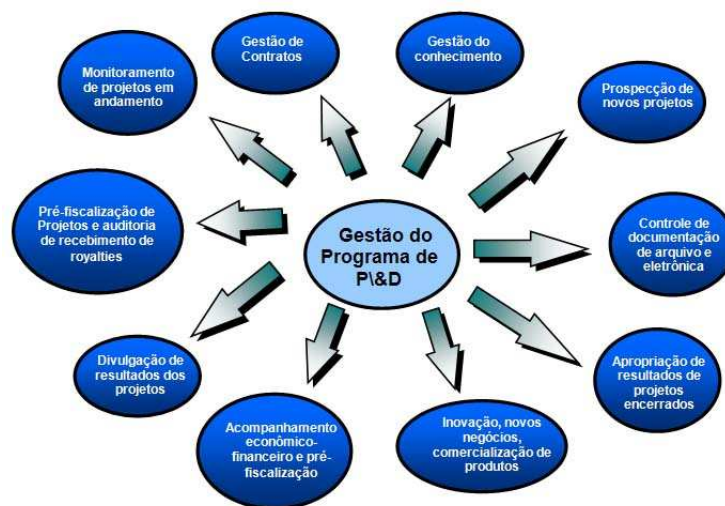 Gestão de
Contratos
Gestão do
conhecimento
Monitoramento
de projetos em
andamento
Prospecção de
novos projetos
Pré-fiscalização de
Projetos e auditoria
de recebimento de
royalties
Gestão do
Programa de
P\&D
Controle de
documentação
de arquivo e
eletrônica
Divulgação de
resultados dos
projetos
Apropriação de
resultados de
projetos
encerrados
Acompanhamento
econômico-
financeiro e pré-
fiscalização
Inovação, novos
negócios,
comercialização de
produtos